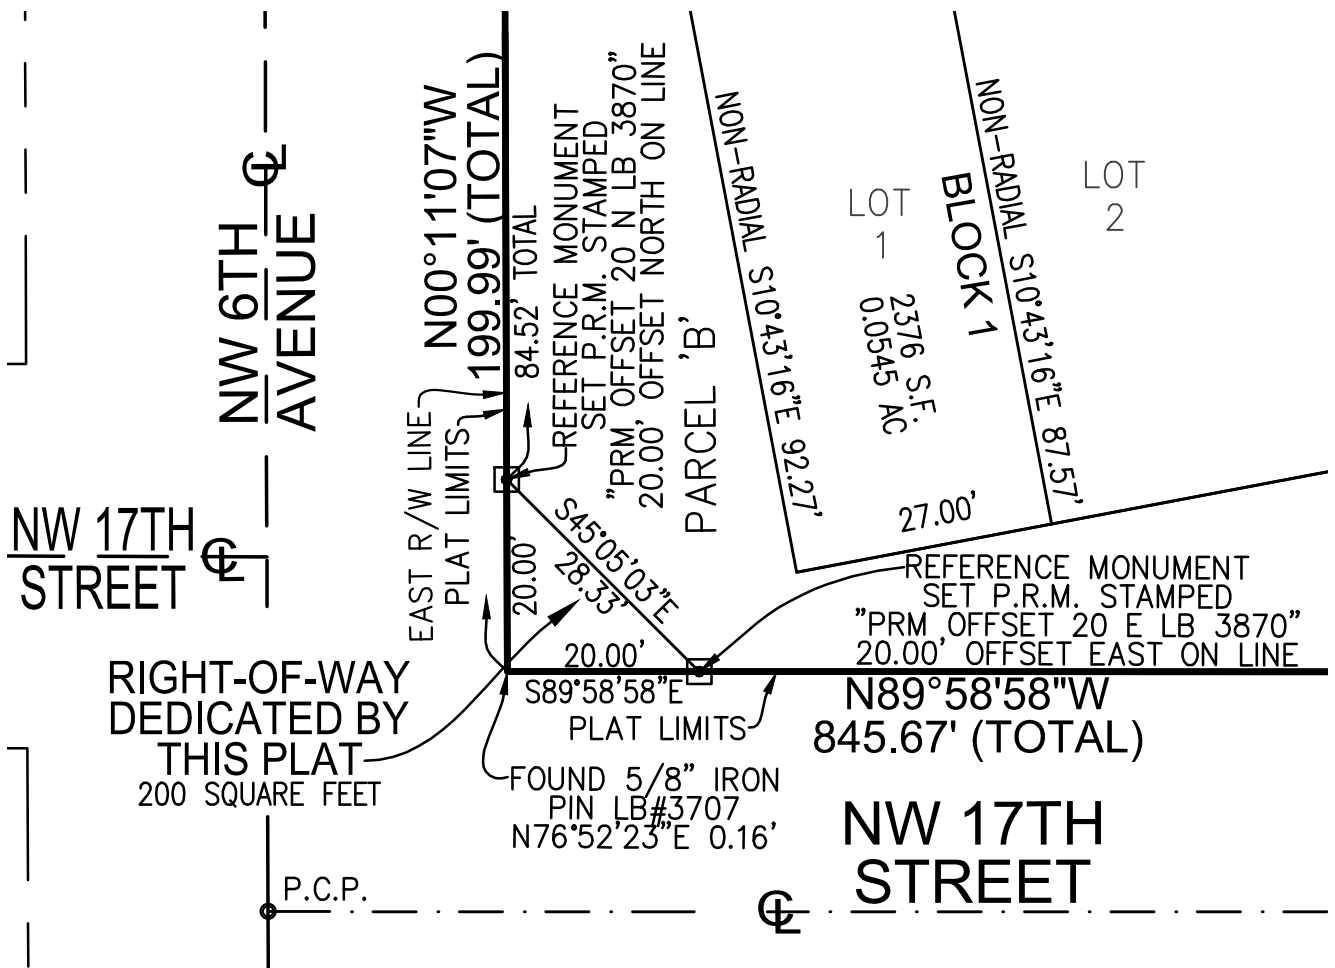 NW 6TH
AVENUE
N00°11'07"W
199.99' (TOTAL)
84.52' TOTAL
REFERENCE MONUMENT
SET P.R.M. STAMPED
"PRM OFFSET 20 N LB 3870"
20.00' OFFSET NORTH ON LINE
PARCEL 'B'
NON-RADIAL S10°43'16"E 92.27'
LOT
1
2376 S.F.
0.0545 AC
BLOCK 1
NON-RADIAL S10°43'16"E 87.57'
LOT
2
EAST R/W LINE
PLAT LIMITS
NW 17TH
STREET
20.00'
S45°05'03"E
28.33'
27.00'
REFERENCE MONUMENT
SET P.R.M. STAMPED
"PRM OFFSET 20 E LB 3870"
20.00' OFFSET EAST ON LINE
20.00'
S89°58'58"E
N89°58'58"W
845.67' (TOTAL)
PLAT LIMITS
RIGHT-OF-WAY
DEDICATED BY
THIS PLAT
200 SQUARE FEET
FOUND 5/8" IRON
PIN LB#3707
N76°52'23"E 0.16'
NW 17TH
STREET
P.C.P.